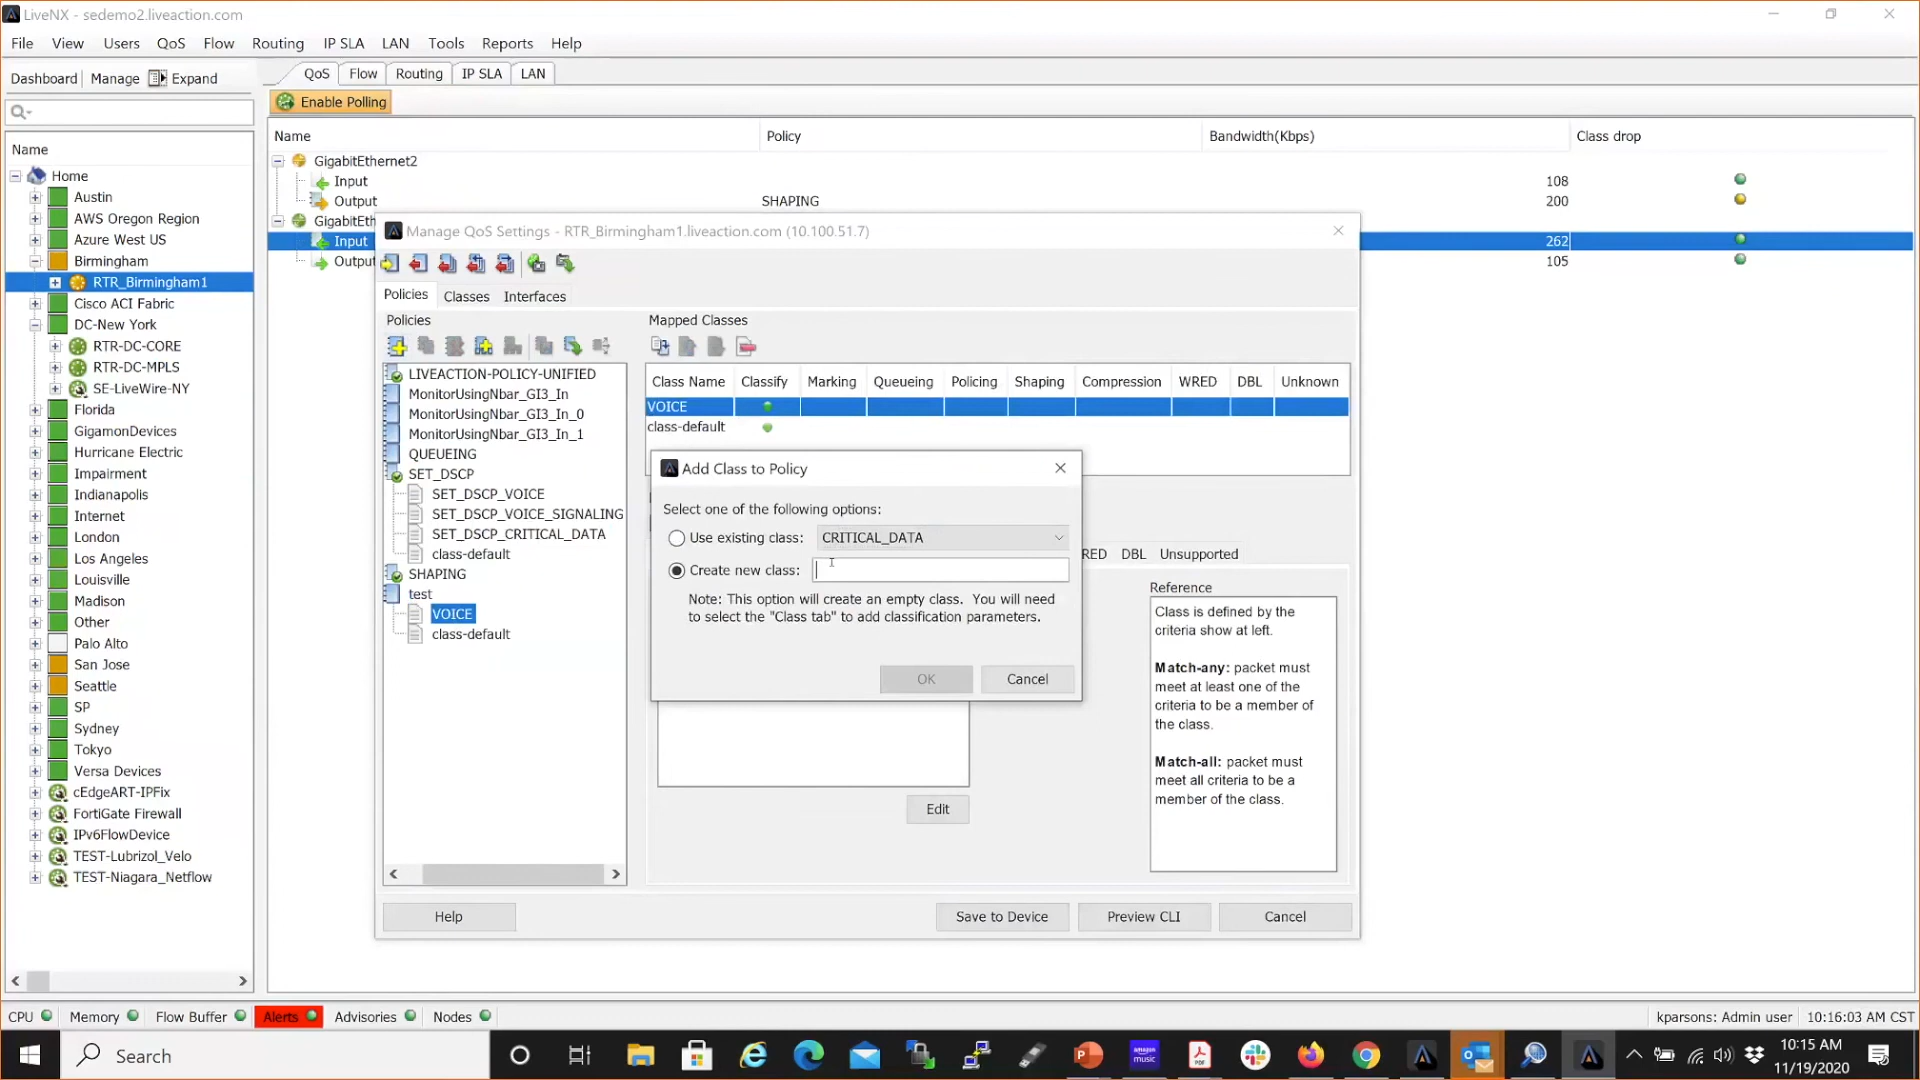 LiveNX - sedemo2.liveaction.com
File View Users QoS Flow Routing IP SLA LAN Tools Reports Help
Dashboard Manage Expand
QoS Flow Routing IP SLA LAN
Enable Polling
Name Policy Bandwidth(Kbps) Class drop
GigabitEthernet2
Input 108
Output SHAPING 200
GigabitEth
Input 262
Output 105
Name
Home
Austin
AWS Oregon Region
Azure West US
Birmingham
RTR_Birmingham1
Cisco ACI Fabric
DC-New York
RTR-DC-CORE
RTR-DC-MPLS
SE-LiveWire-NY
Florida
GigamonDevices
Hurricane Electric
Impairment
Indianapolis
Internet
London
Los Angeles
Louisville
Madison
Other
Palo Alto
San Jose
Seattle
SP
Sydney
Tokyo
Versa Devices
cEdgeART-IPFix
FortiGate Firewall
IPv6FlowDevice
TEST-Lubrizol_Velo
TEST-Niagara_Netflow
Manage QoS Settings - RTR_Birmingham1.liveaction.com (10.100.51.7)
Policies Classes Interfaces
Policies
LIVEACTION-POLICY-UNIFIED
MonitorUsingNbar_GI3_In
MonitorUsingNbar_GI3_In_0
MonitorUsingNbar_GI3_In_1
QUEUEING
SET_DSCP
SET_DSCP_VOICE
SET_DSCP_VOICE_SIGNALING
SET_DSCP_CRITICAL_DATA
class-default
SHAPING
test
VOICE
class-default
Mapped Classes
Class Name Classify Marking Queueing Policing Shaping Compression WRED DBL Unknown
VOICE
class-default
Add Class to Policy
Select one of the following options:
Use existing class: CRITICAL_DATA
Create new class:
Note: This option will create an empty class. You will need
to select the "Class tab" to add classification parameters.
OK Cancel
RED DBL Unsupported
Reference
Class is defined by the
criteria show at left.
Match-any: packet must
meet at least one of the
criteria to be a member of
the class.
Match-all: packet must
meet all criteria to be a
member of the class.
Edit
Help Save to Device Preview CLI Cancel
CPU Memory Flow Buffer Alerts Advisories Nodes kparsons: Admin user 10:16:03 AM CST
Search
amazon
music
10:15 AM
11/19/2020